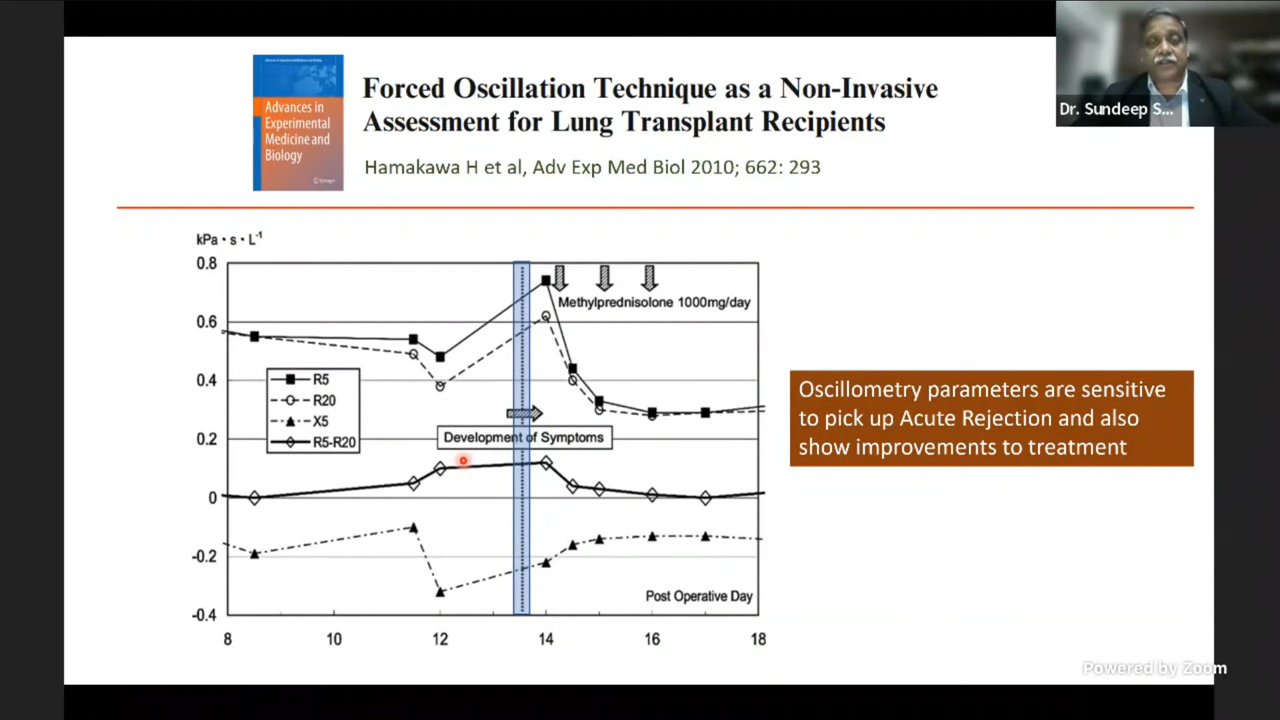 Dr. Sundeep S...
Advances in
Experimental
Medicine and
Biology
Springer
Forced Oscillation Technique as a Non-Invasive
Assessment for Lung Transplant Recipients
Hamakawa H et al, Adv Exp Med Biol 2010; 662: 293
kPa・s・L-1
0.8
0.6
0.4
0.2
0
-0.2
-0.4
Methylprednisolone 1000mg/day
R5
R20
X5
R5-R20
Development of Symptoms
Post Operative Day
8 10 12 14 16 18
Oscillometry parameters are sensitive
to pick up Acute Rejection and also
show improvements to treatment
Powered by Zoom